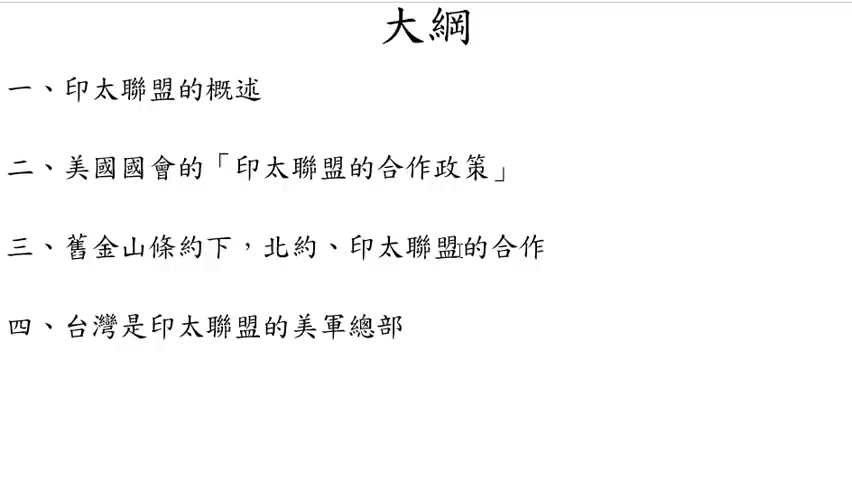 大綱
一、印太聯盟的概述
二、美國國會的「印太聯盟的合作政策」
三、舊金山條約下，北約、印太聯盟的合作
四、台灣是印太聯盟的美軍總部